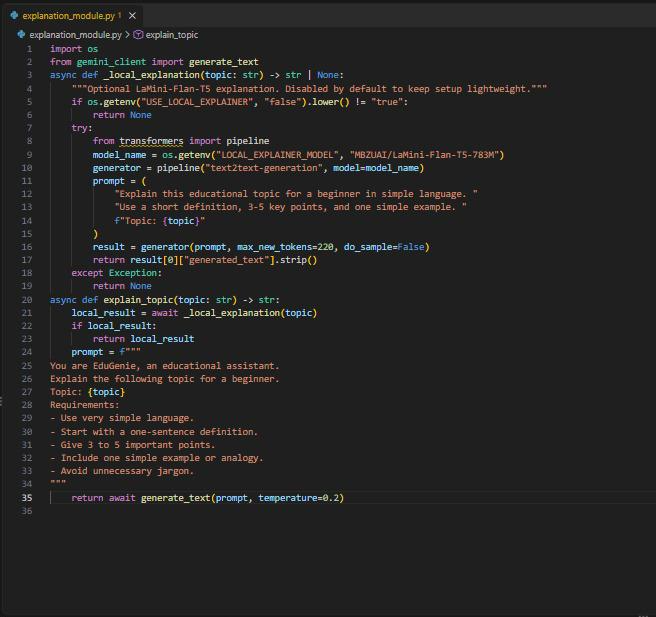 explanation_module.py 1 ×
explanation_module.py > explain_topic
1 import os
2 from gemini_client import generate_text
3 async def _local_explanation(topic: str) -> str | None:
4     """Optional LaMini-Flan-T5 explanation. Disabled by default to keep setup lightweight."""
5     if os.getenv("USE_LOCAL_EXPLAINER", "false").lower() != "true":
6         return None
7     try:
8         from transformers import pipeline
9         model_name = os.getenv("LOCAL_EXPLAINER_MODEL", "MBZUAI/LaMini-Flan-T5-783M")
10         generator = pipeline("text2text-generation", model=model_name)
11         prompt = (
12             "Explain this educational topic for a beginner in simple language. "
13             "Use a short definition, 3-5 key points, and one simple example. "
14             f"Topic: {topic}"
15         )
16         result = generator(prompt, max_new_tokens=220, do_sample=False)
17         return result[0]["generated_text"].strip()
18     except Exception:
19         return None
20 async def explain_topic(topic: str) -> str:
21     local_result = await _local_explanation(topic)
22     if local_result:
23         return local_result
24     prompt = f"""
25 You are EduGenie, an educational assistant.
26 Explain the following topic for a beginner.
27 Topic: {topic}
28 Requirements:
29 - Use very simple language.
30 - Start with a one-sentence definition.
31 - Give 3 to 5 important points.
32 - Include one simple example or analogy.
33 - Avoid unnecessary jargon.
34 """
35     return await generate_text(prompt, temperature=0.2)
36